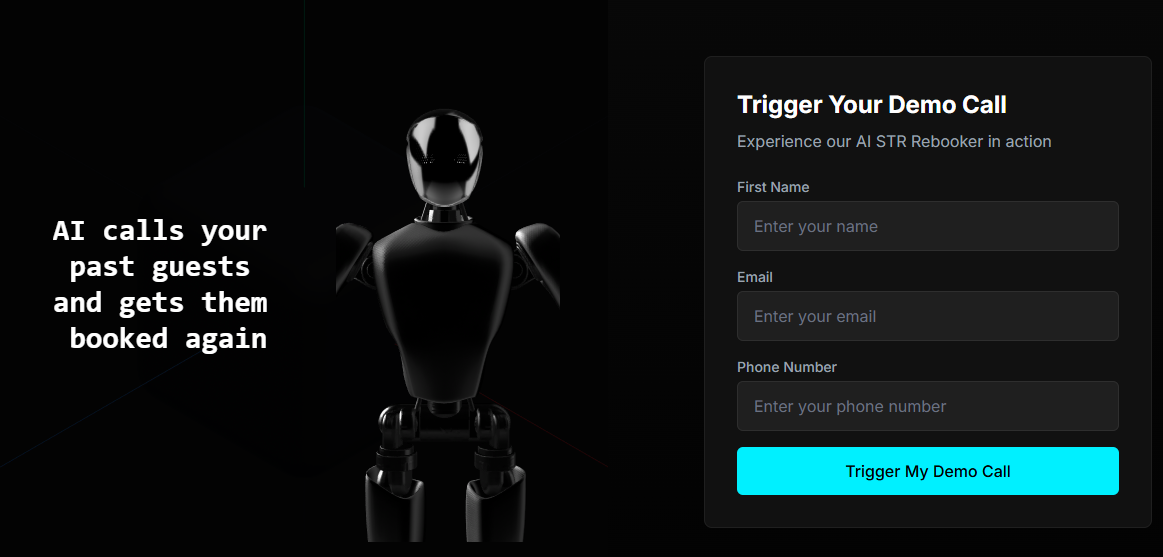 AI calls your
past guests
and gets them
booked again
Trigger Your Demo Call
Experience our AI STR Rebooker in action
First Name
Enter your name
Email
Enter your email
Phone Number
Enter your phone number
Trigger My Demo Call